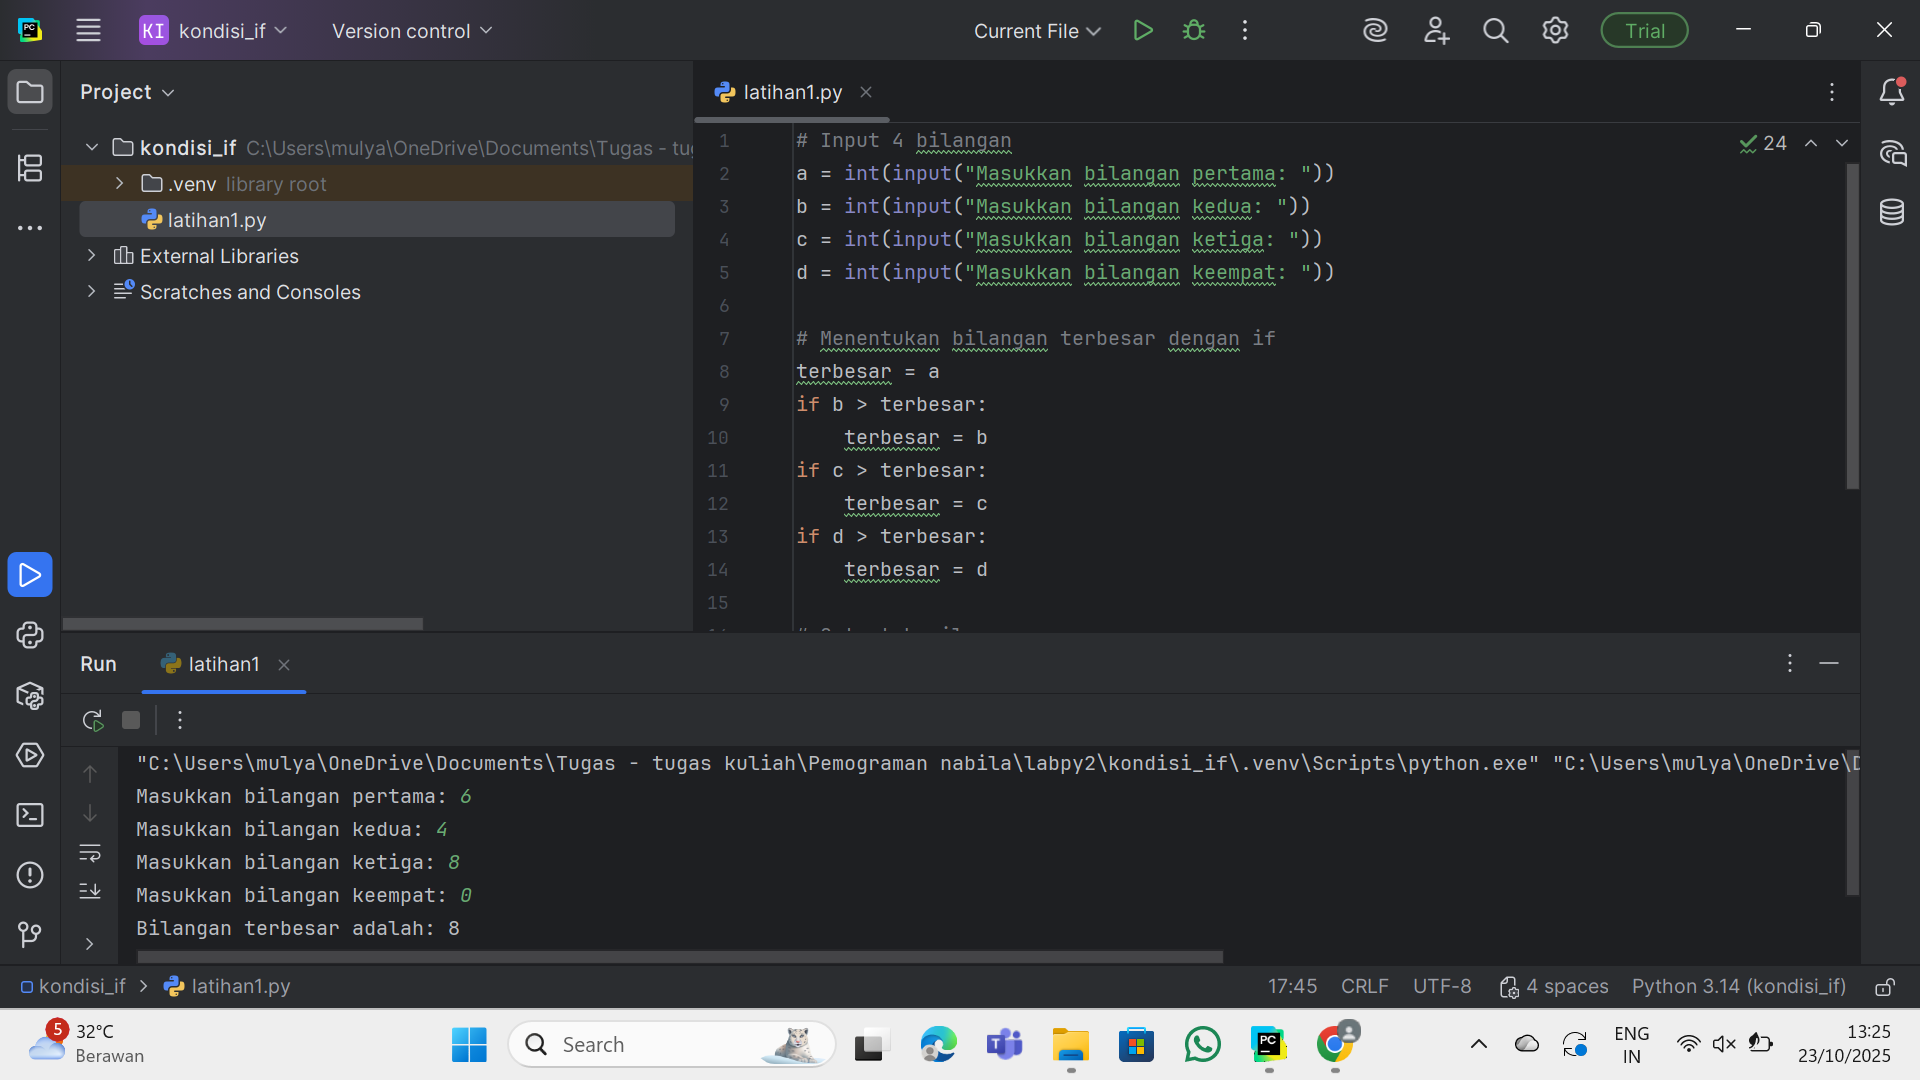 KI kondisi_if Version control Current File Trial
Project
latihan1.py
kondisi_if C:\Users\mulya\OneDrive\Documents\Tugas - tu
.venv library root
latihan1.py
External Libraries
Scratches and Consoles
24
1 # Input 4 bilangan
2 a = int(input("Masukkan bilangan pertama: "))
3 b = int(input("Masukkan bilangan kedua: "))
4 c = int(input("Masukkan bilangan ketiga: "))
5 d = int(input("Masukkan bilangan keempat: "))
6
7 # Menentukan bilangan terbesar dengan if
8 terbesar = a
9 if b > terbesar:
10 terbesar = b
11 if c > terbesar:
12 terbesar = c
13 if d > terbesar:
14 terbesar = d
15
Run latihan1
"C:\Users\mulya\OneDrive\Documents\Tugas - tugas kuliah\Pemograman nabila\labpy2\kondisi_if\.venv\Scripts\python.exe" "C:\Users\mulya\OneDrive\D
Masukkan bilangan pertama: 6
Masukkan bilangan kedua: 4
Masukkan bilangan ketiga: 8
Masukkan bilangan keempat: 0
Bilangan terbesar adalah: 8
kondisi_if > latihan1.py 17:45 CRLF UTF-8 4 spaces Python 3.14 (kondisi_if)
5 32°C
Berawan
Search
PC
ENG
IN
13:25
23/10/2025